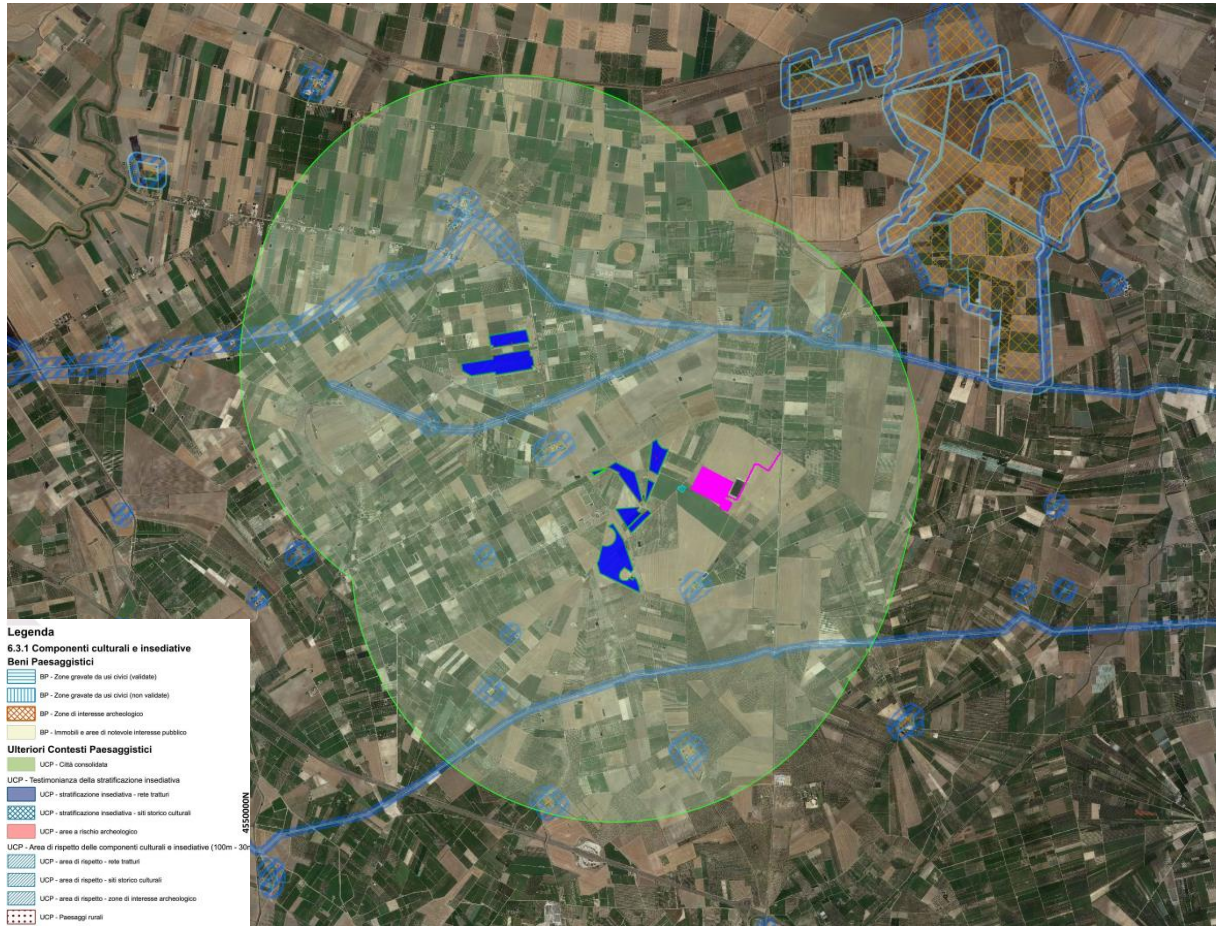 Legenda
6.3.1 Componenti culturali e insediative
Beni Paesaggistici
BP - Zone gravate da usi civici (validate)
BP - Zone gravate da usi civici (non validate)
BP - Zone di interesse archeologico
BP - Immobili e aree di notevole interesse pubblico
Ulteriori Contesti Paesaggistici
UCP - Città consolidata
UCP - Testimonianza della stratificazione insediativa
UCP - stratificazione insediativa - rete tratturi
UCP - stratificazione insediativa - siti storico culturali
UCP - aree a rischio archeologico
UCP - Area di rispetto delle componenti culturali e insediative (100m - 30
UCP - area di rispetto - rete tratturi
UCP - area di rispetto - siti storico culturali
UCP - area di rispetto - zone di interesse archeologico
UCP - Paesaggi rurali
4550000N